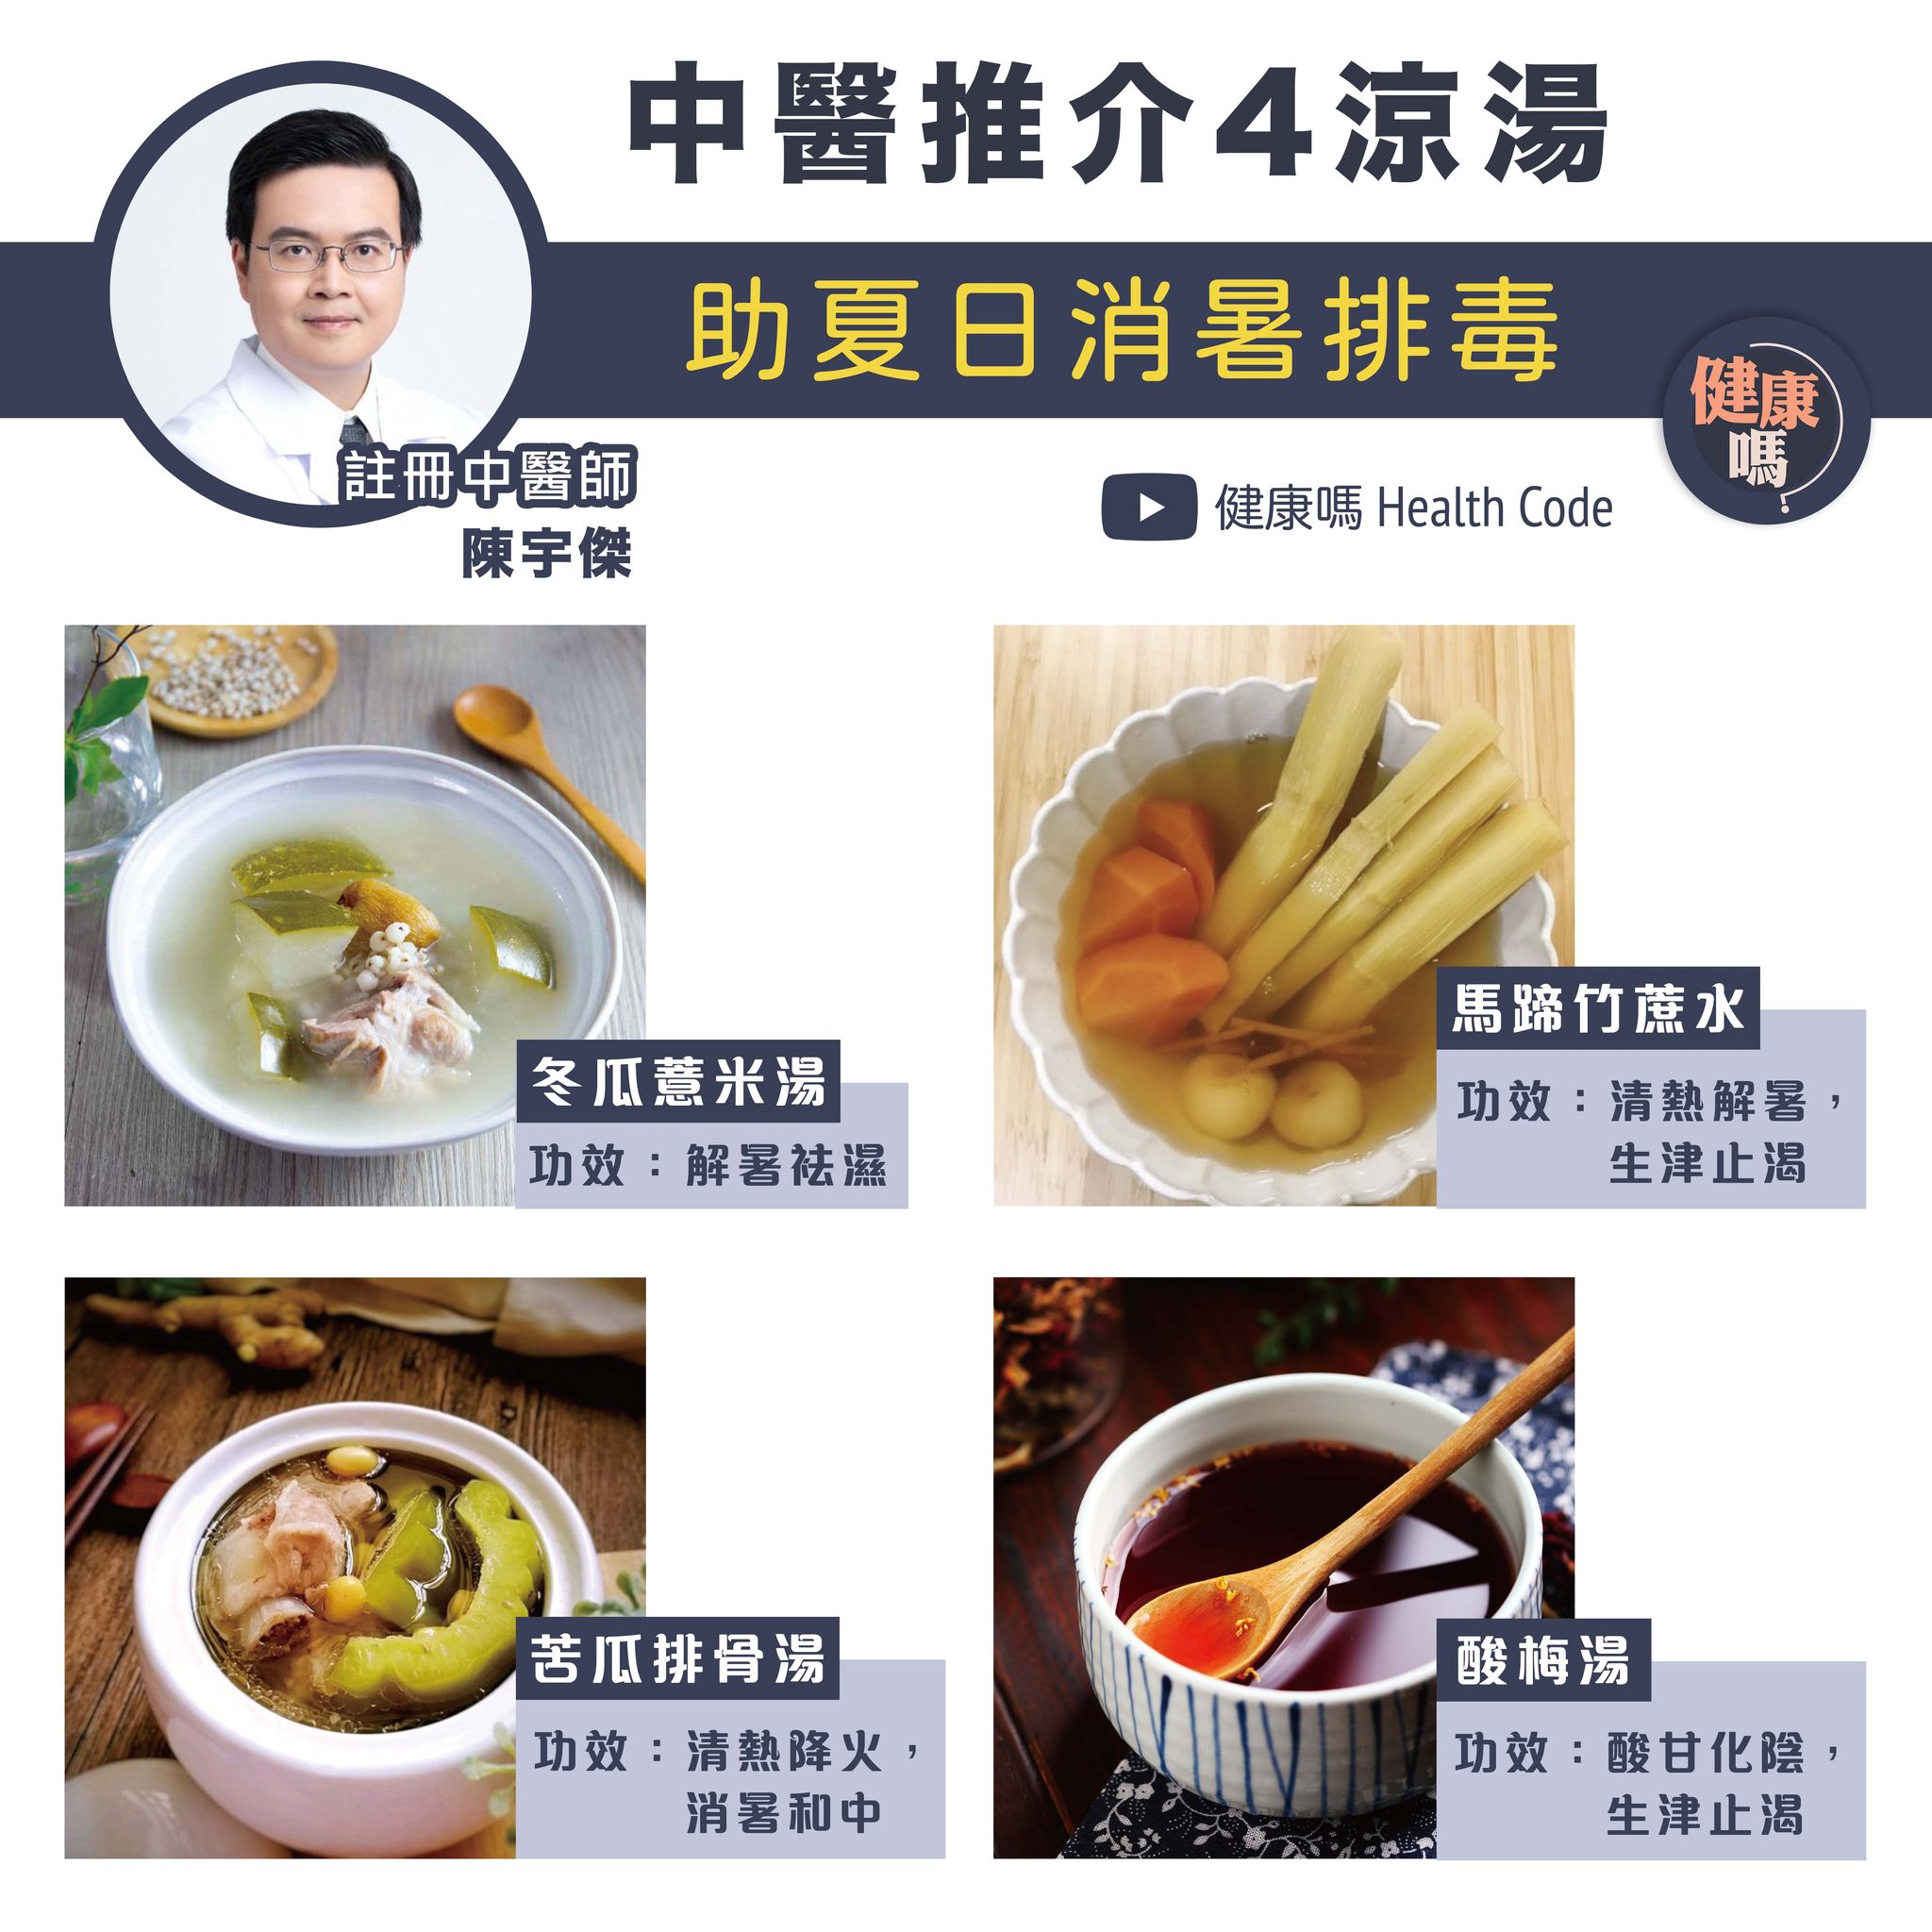 中醫推介4涼湯
助夏日消暑排毒
健康
嗎?
註冊中醫師
陳宇傑
健康嗎 Health Code
冬瓜薏米湯
功效：解暑袪濕
馬蹄竹蔗水
功效：清熱解暑，
生津止渴
苦瓜排骨湯
功效：清熱降火，
消暑和中
酸梅湯
功效：酸甘化陰，
生津止渴